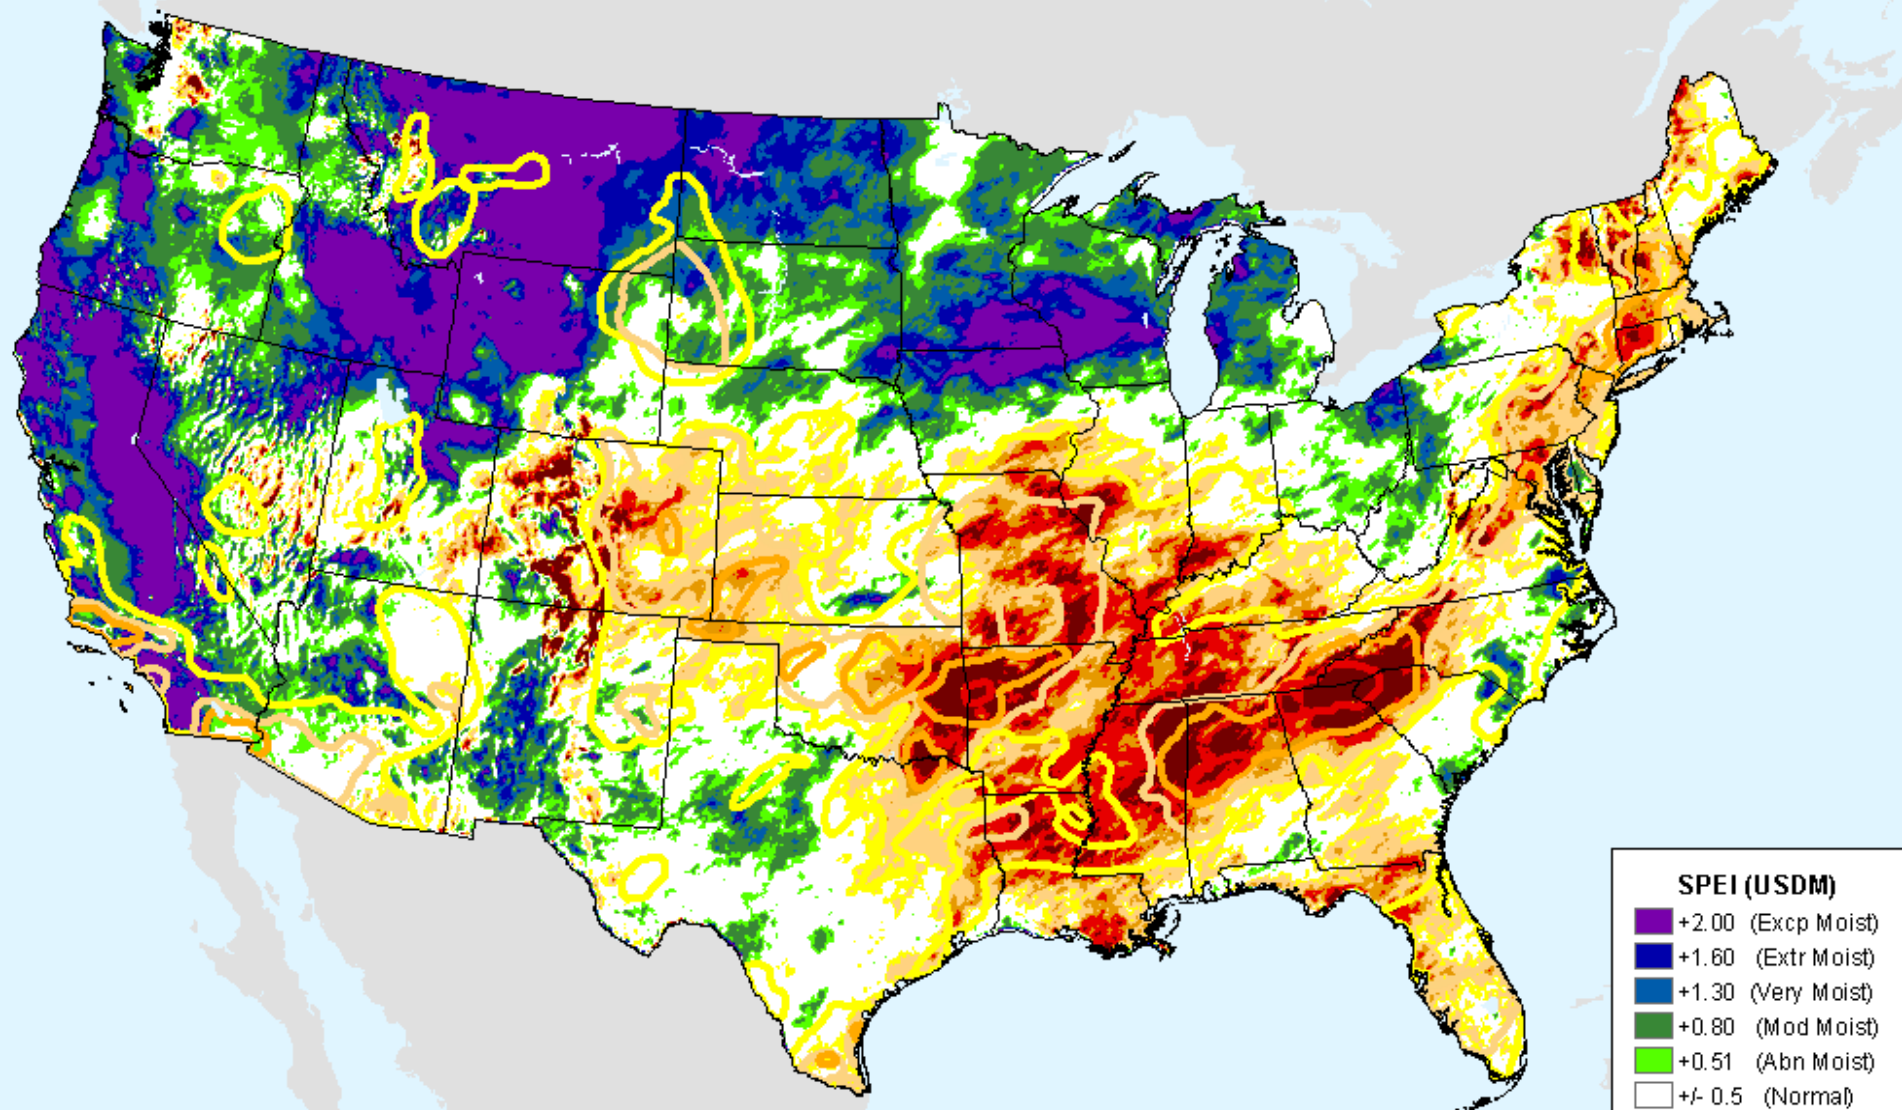 SPEI (USDM)
+2.00 (Excp Moist)
+1.60 (Extr Moist)
+1.30 (Very Moist)
+0.80 (Mod Moist)
+0.51 (Abn Moist)
+/- 0.5 (Normal)